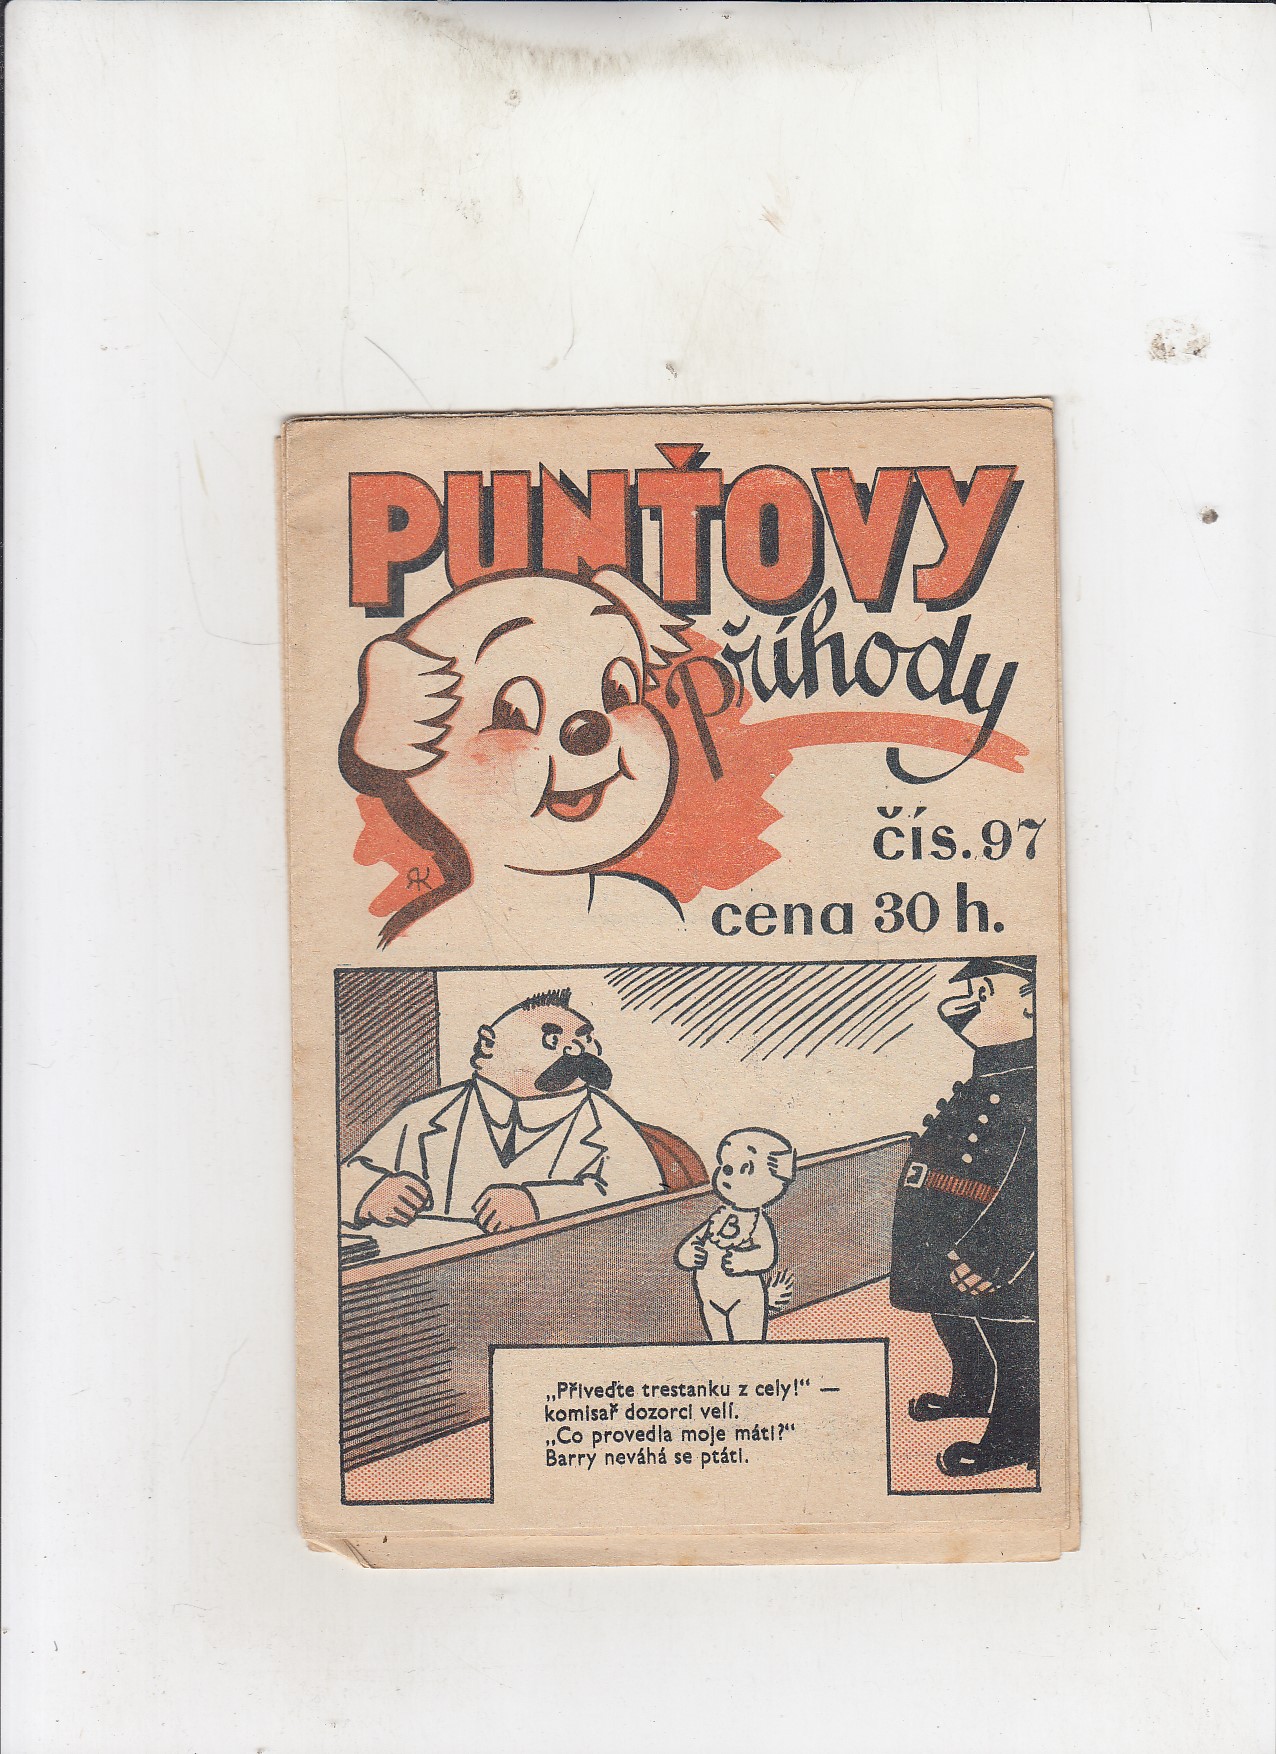 PUNŤOVY
příhody
čís. 97
cena 30 h.
RK
B
„Přiveďte trestanku z cely!“ —
komisař dozorci velí.
„Co provedla moje máti?“
Barry neváhá se ptáti.